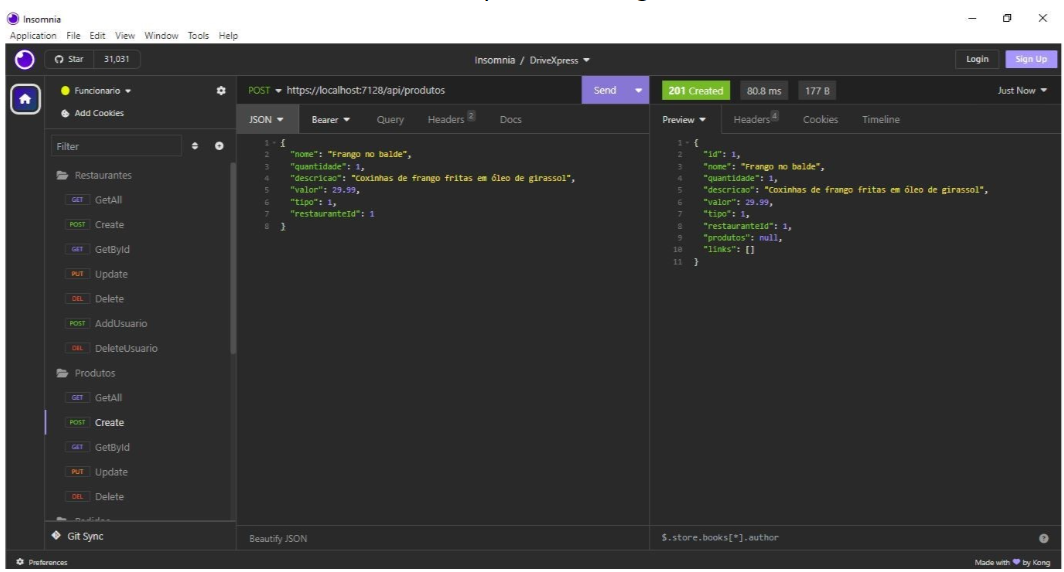 Insomnia
Application File Edit View Window Tools Help
Star 31,031
Insomnia / DriveXpress
Login Sign Up
Funcionario
Add Cookies
Filter
Restaurantes
GET GetAll
POST Create
GET GetById
PUT Update
DEL Delete
POST AddUsuario
DEL DeleteUsuario
Produtos
GET GetAll
POST Create
GET GetById
PUT Update
DEL Delete
Git Sync
POST https://localhost:7128/api/produtos Send
JSON Bearer Query Headers 2 Docs
1 {
2 "nome": "Frango no balde",
3 "quantidade": 1,
4 "descricao": "Coxinhas de frango fritas em óleo de girassol",
5 "valor": 29.99,
6 "tipo": 1,
7 "restauranteId": 1
8 }
Beautify JSON
201 Created 80.8 ms 177 B Just Now
Preview Headers 4 Cookies Timeline
1 {
2 "id": 1,
3 "nome": "Frango no balde",
4 "quantidade": 1,
5 "descricao": "Coxinhas de frango fritas em óleo de girassol",
6 "valor": 29.99,
7 "tipo": 1,
8 "restauranteId": 1,
9 "produtos": null,
10 "links": []
11 }
$.store.books[*].author
Preferences
Made with by Kong